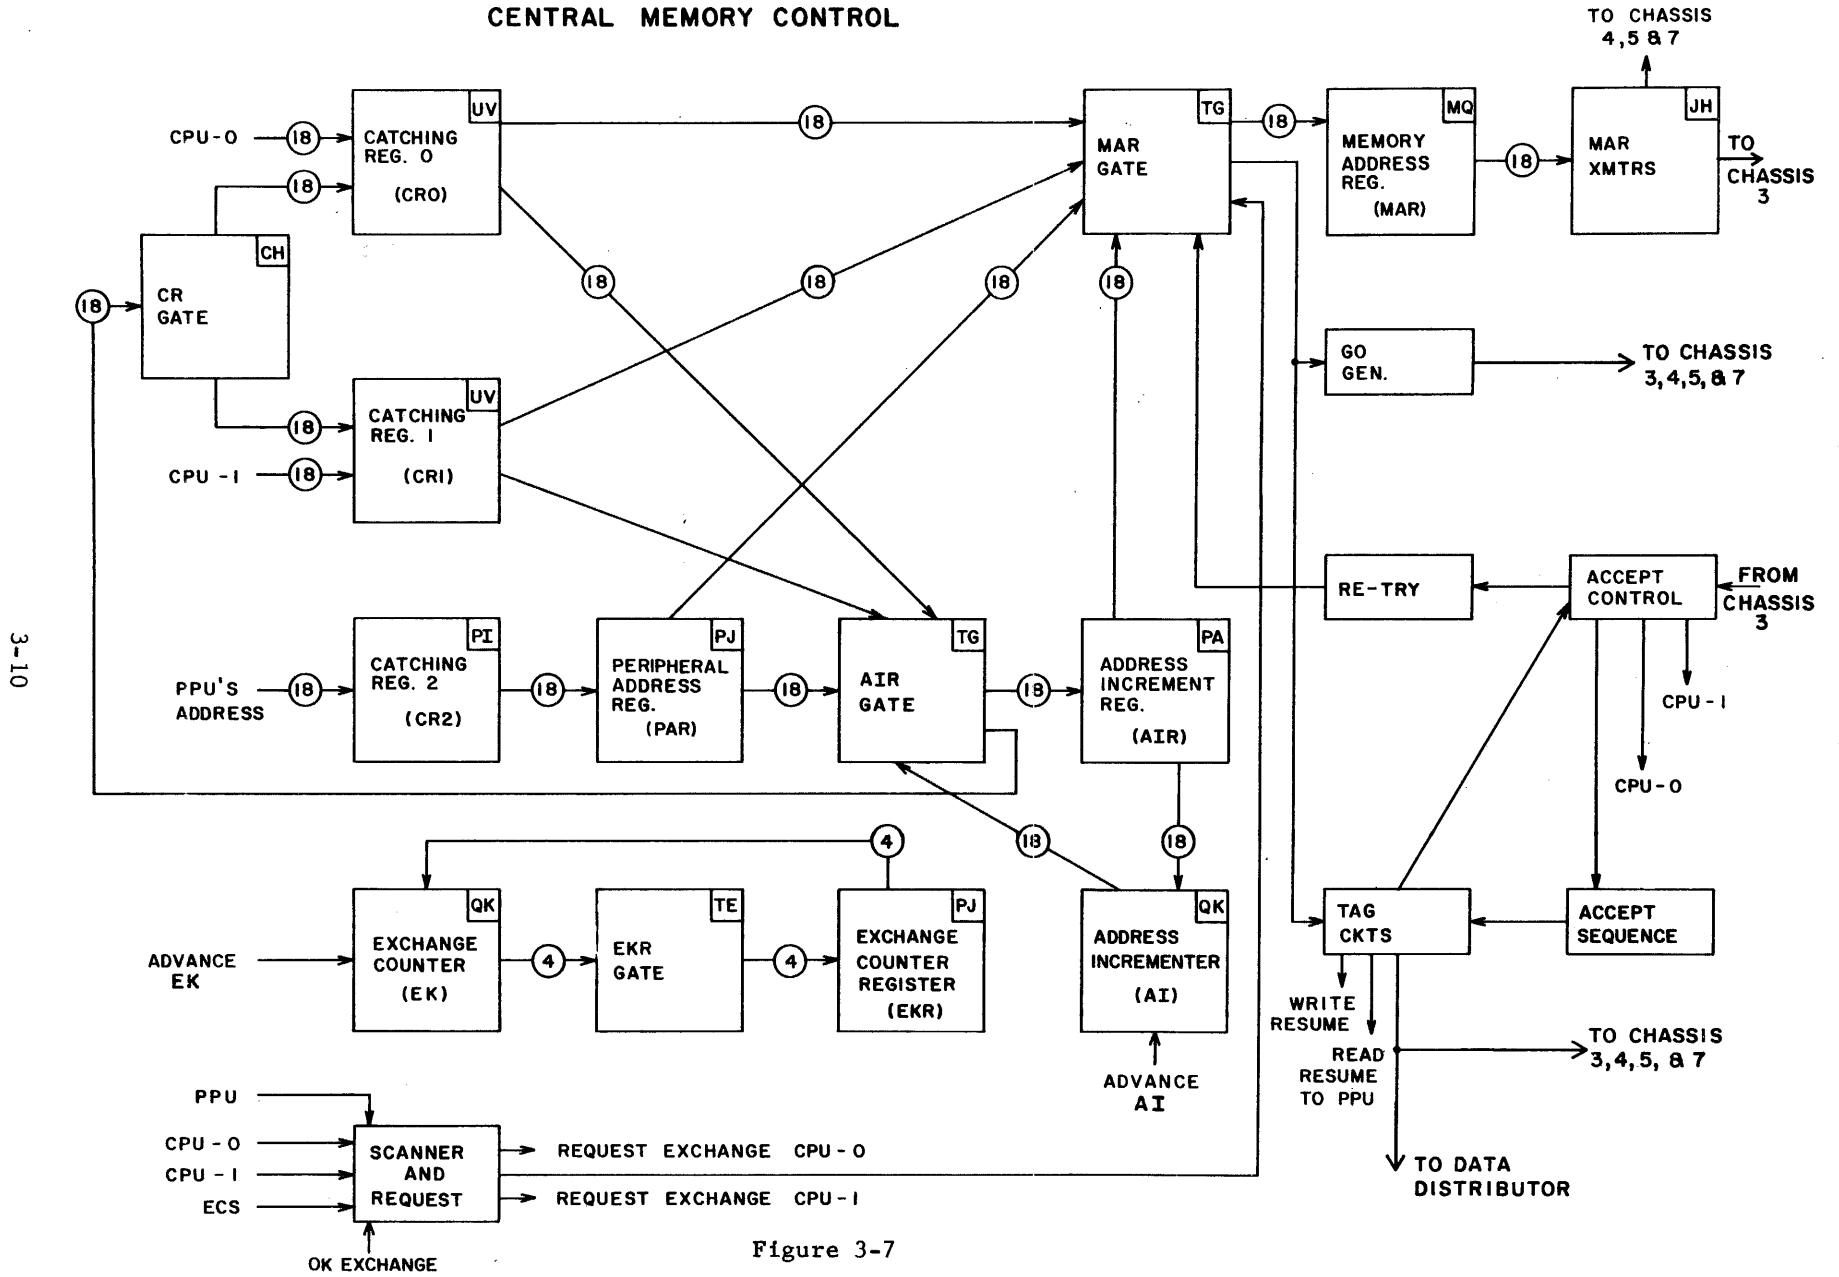 CENTRAL MEMORY CONTROL
TO CHASSIS
4,5 & 7
CPU-0
18
18
UV
CATCHING
REG. 0
(CR0)
18
TG
MAR
GATE
18
MQ
MEMORY
ADDRESS
REG.
(MAR)
18
JH
MAR
XMTRS
TO
CHASSIS
3
18
CH
CR
GATE
18
18
18
18
GO
GEN.
TO CHASSIS
3,4,5, & 7
18
CPU-1
18
UV
CATCHING
REG. 1
(CR1)
RE-TRY
ACCEPT
CONTROL
FROM
CHASSIS
3
CPU-1
CPU-0
PPU'S
ADDRESS
18
PI
CATCHING
REG. 2
(CR2)
18
PJ
PERIPHERAL
ADDRESS
REG.
(PAR)
18
TG
AIR
GATE
18
PA
ADDRESS
INCREMENT
REG.
(AIR)
4
18
18
ADVANCE
EK
QK
EXCHANGE
COUNTER
(EK)
4
TE
EKR
GATE
4
PJ
EXCHANGE
COUNTER
REGISTER
(EKR)
QK
ADDRESS
INCREMENTER
(AI)
ADVANCE
AI
TAG
CKTS
ACCEPT
SEQUENCE
WRITE
RESUME
READ
RESUME
TO PPU
TO CHASSIS
3,4,5, & 7
TO DATA
DISTRIBUTOR
PPU
CPU-0
CPU-1
ECS
SCANNER
AND
REQUEST
REQUEST EXCHANGE CPU-0
REQUEST EXCHANGE CPU-1
OK EXCHANGE
Figure 3-7
3-10